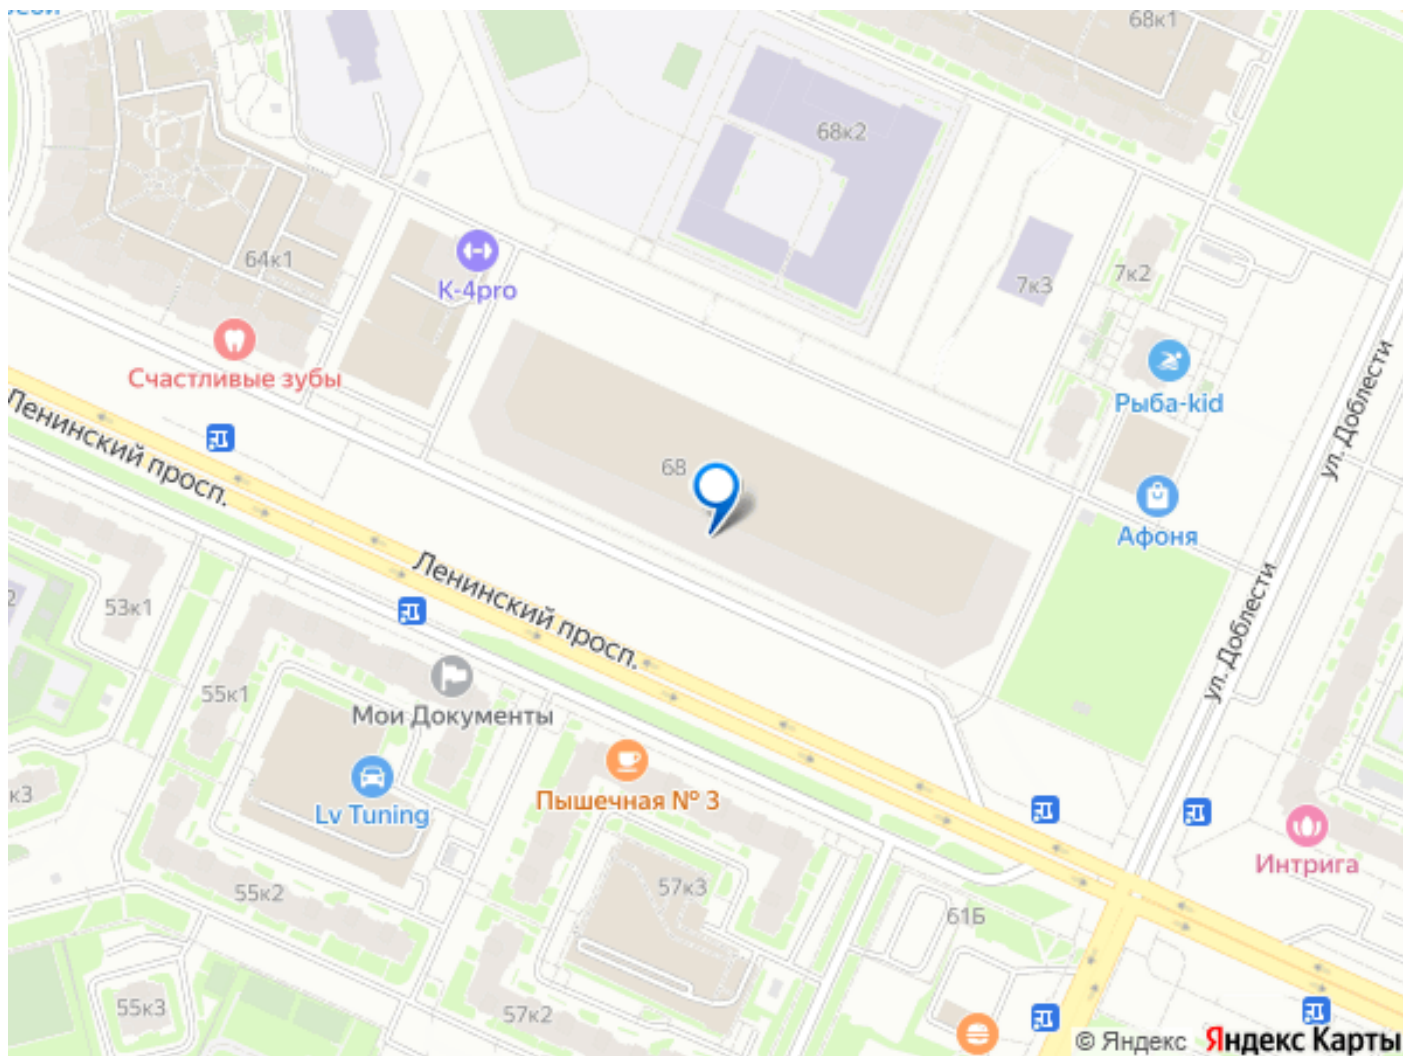 68к1
68к2
64к1
K-4pro
7к3
7к2
Счастливые зубы
Рыба-kid
ул. Доблести
Ленинский просп.
68
Афоня
Ленинский просп.
53к1
ул. Доблести
55к1
Мои Документы
к3
Lv Tuning
Пышечная № 3
Интрига
55к2
57к3
61Б
55к3
57к2
© Яндекс Яндекс Карты